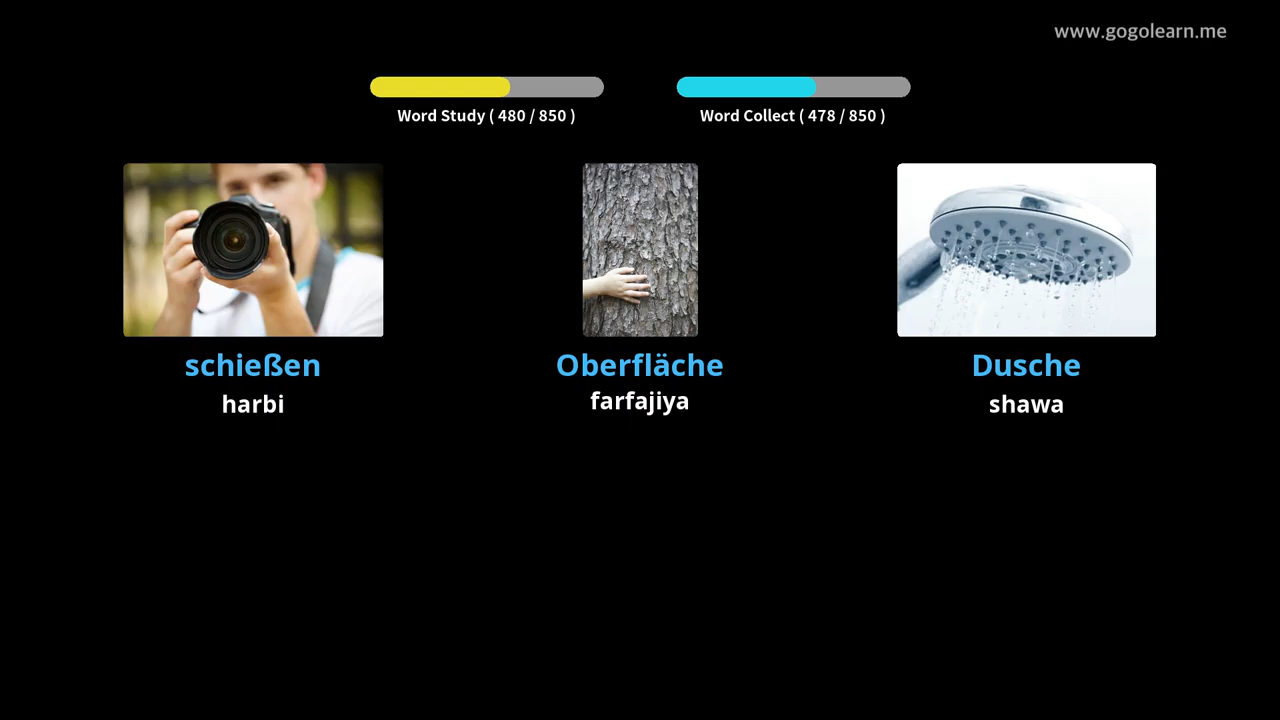 www.gogolearn.me
Word Study ( 480 / 850 )
Word Collect ( 478 / 850 )
schießen
Oberfläche
Dusche
harbi
farfajiya
shawa